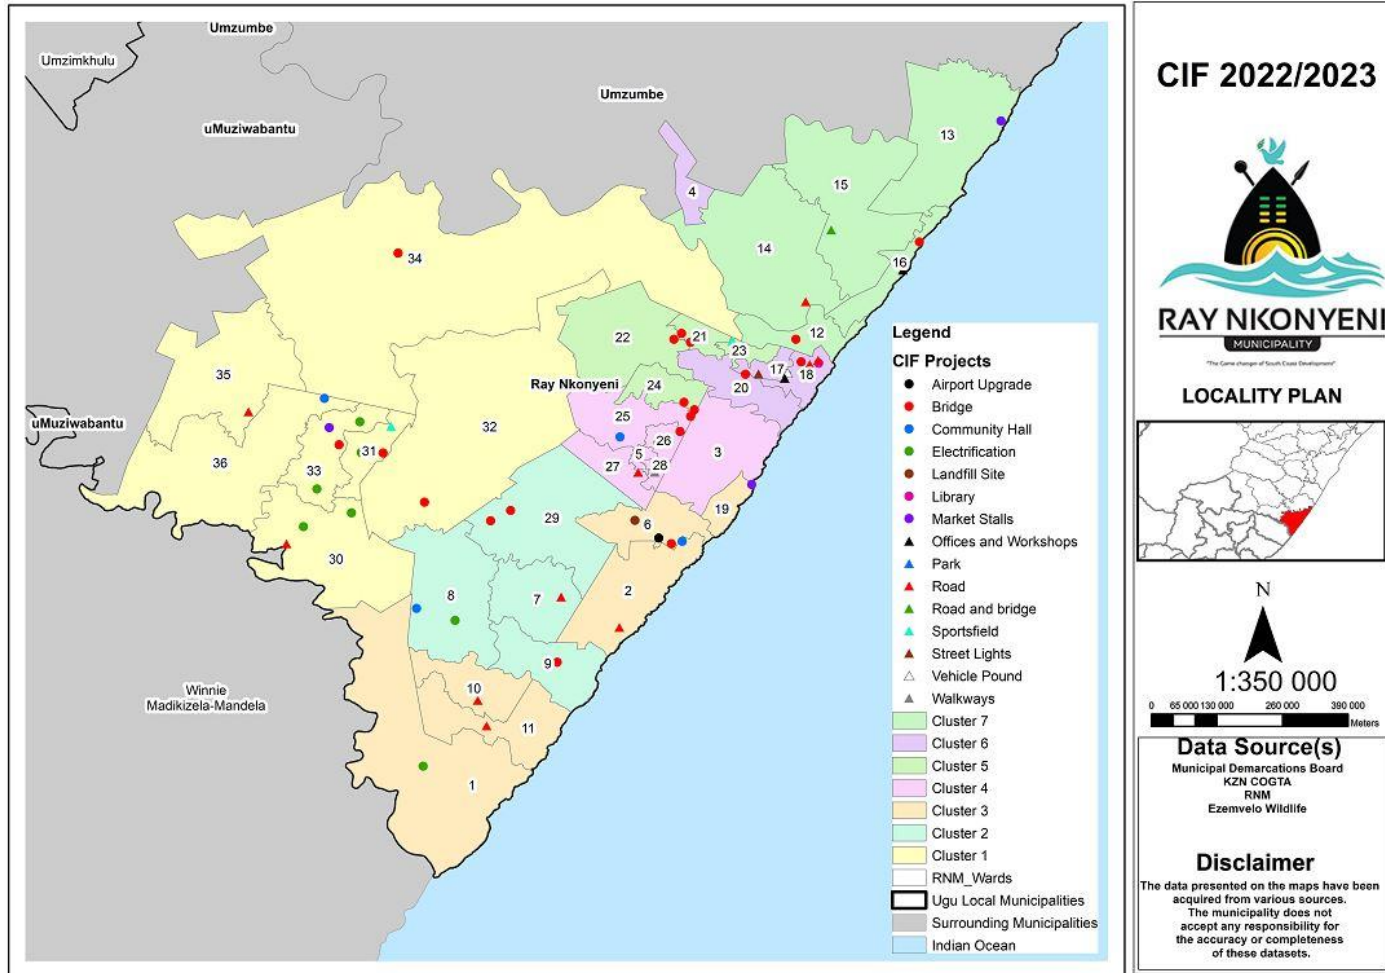 Umzumbe
Umzimkhulu
Umzumbe
uMuziwabantu
13
15
4
14
34
16
22
21
12
23
17
18
20
24
Ray Nkonyeni
25
35
uMuziwabantu
32
26
3
31
5
36
33
27
28
19
29
6
30
8
7
2
9
10
11
1
Winnie
Madikizela-Mandela
Legend
CIF Projects
Airport Upgrade
Bridge
Community Hall
Electrification
Landfill Site
Library
Market Stalls
Offices and Workshops
Park
Road
Road and bridge
Sportsfield
Street Lights
Vehicle Pound
Walkways
Cluster 7
Cluster 6
Cluster 5
Cluster 4
Cluster 3
Cluster 2
Cluster 1
RNM_Wards
Ugu Local Municipalities
Surrounding Municipalities
Indian Ocean
CIF 2022/2023
RAY NKONYENI
MUNICIPALITY
"The Game changer of South Coast Development"
LOCALITY PLAN
N
1:350 000
0 65 000 130 000 260 000 390 000
Meters
Data Source(s)
Municipal Demarcations Board
KZN COGTA
RNM
Ezemvelo Wildlife
Disclaimer
The data presented on the maps have been
acquired from various sources.
The municipality does not
accept any responsibility for
the accuracy or completeness
of these datasets.